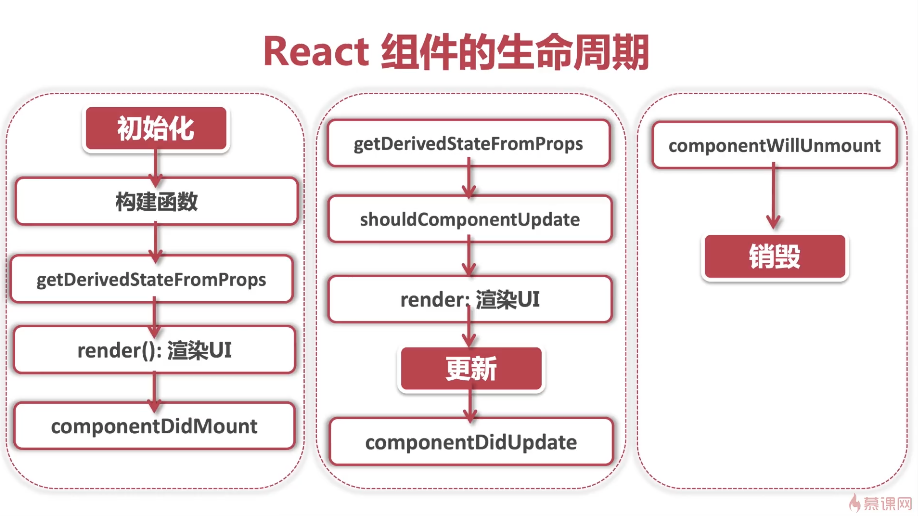 React 组件的生命周期
初始化
构建函数
getDerivedStateFromProps
render(): 渲染UI
componentDidMount
getDerivedStateFromProps
shouldComponentUpdate
render: 渲染UI
更新
componentDidUpdate
componentWillUnmount
销毁
慕课网